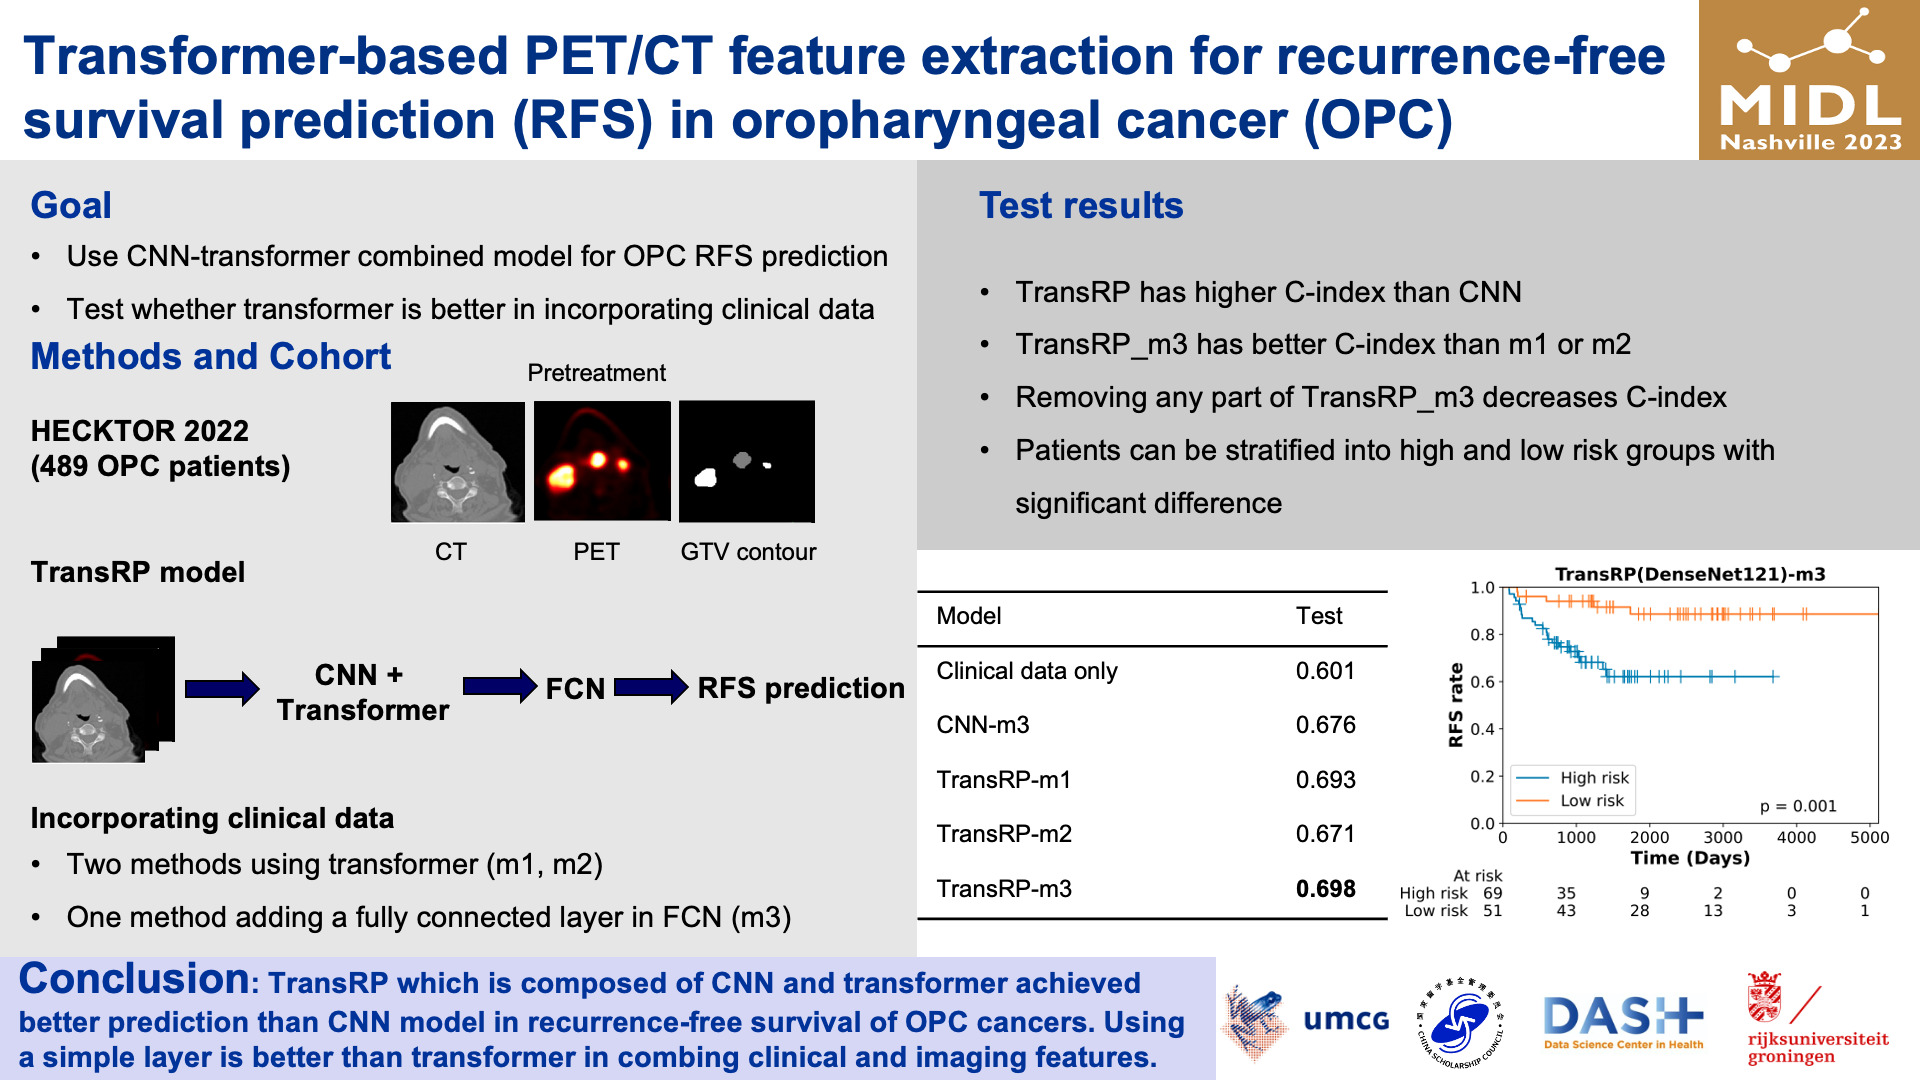 Transformer-based PET/CT feature extraction for recurrence-free
survival prediction (RFS) in oropharyngeal cancer (OPC)
MIDL
Nashville 2023
Goal
• Use CNN-transformer combined model for OPC RFS prediction
• Test whether transformer is better in incorporating clinical data
Methods and Cohort
Pretreatment
HECKTOR 2022
(489 OPC patients)
CT PET GTV contour
TransRP model
CNN +
Transformer
FCN
RFS prediction
Incorporating clinical data
• Two methods using transformer (m1, m2)
• One method adding a fully connected layer in FCN (m3)
Test results
• TransRP has higher C-index than CNN
• TransRP_m3 has better C-index than m1 or m2
• Removing any part of TransRP_m3 decreases C-index
• Patients can be stratified into high and low risk groups with
significant difference
Model Test
Clinical data only 0.601
CNN-m3 0.676
TransRP-m1 0.693
TransRP-m2 0.671
TransRP-m3 0.698
TransRP(DenseNet121)-m3
RFS rate
1.0
0.8
0.6
0.4
0.2
0.0
High risk
Low risk
p = 0.001
0 1000 2000 3000 4000 5000
Time (Days)
At risk
High risk 69 35 9 2 0 0
Low risk 51 43 28 13 3 1
Conclusion: TransRP which is composed of CNN and transformer achieved
better prediction than CNN model in recurrence-free survival of OPC cancers. Using
a simple layer is better than transformer in combing clinical and imaging features.
umcg
国家留学基金管理委员会
CHINA SCHOLARSHIP COUNCIL
DASH
Data Science Center in Health
rijksuniversiteit
groningen